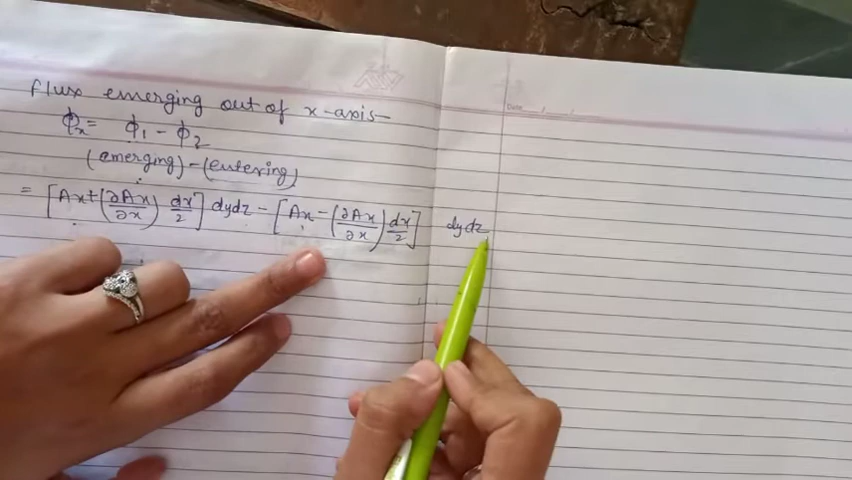 flux emerging out of x-axis-
ϕx = ϕ1 - ϕ2
(emerging) - (entering)
= [Ax + (∂Ax/∂x) dx/2] dydz - [Ax - (∂Ax/∂x) dx/2] dydz
Date / /